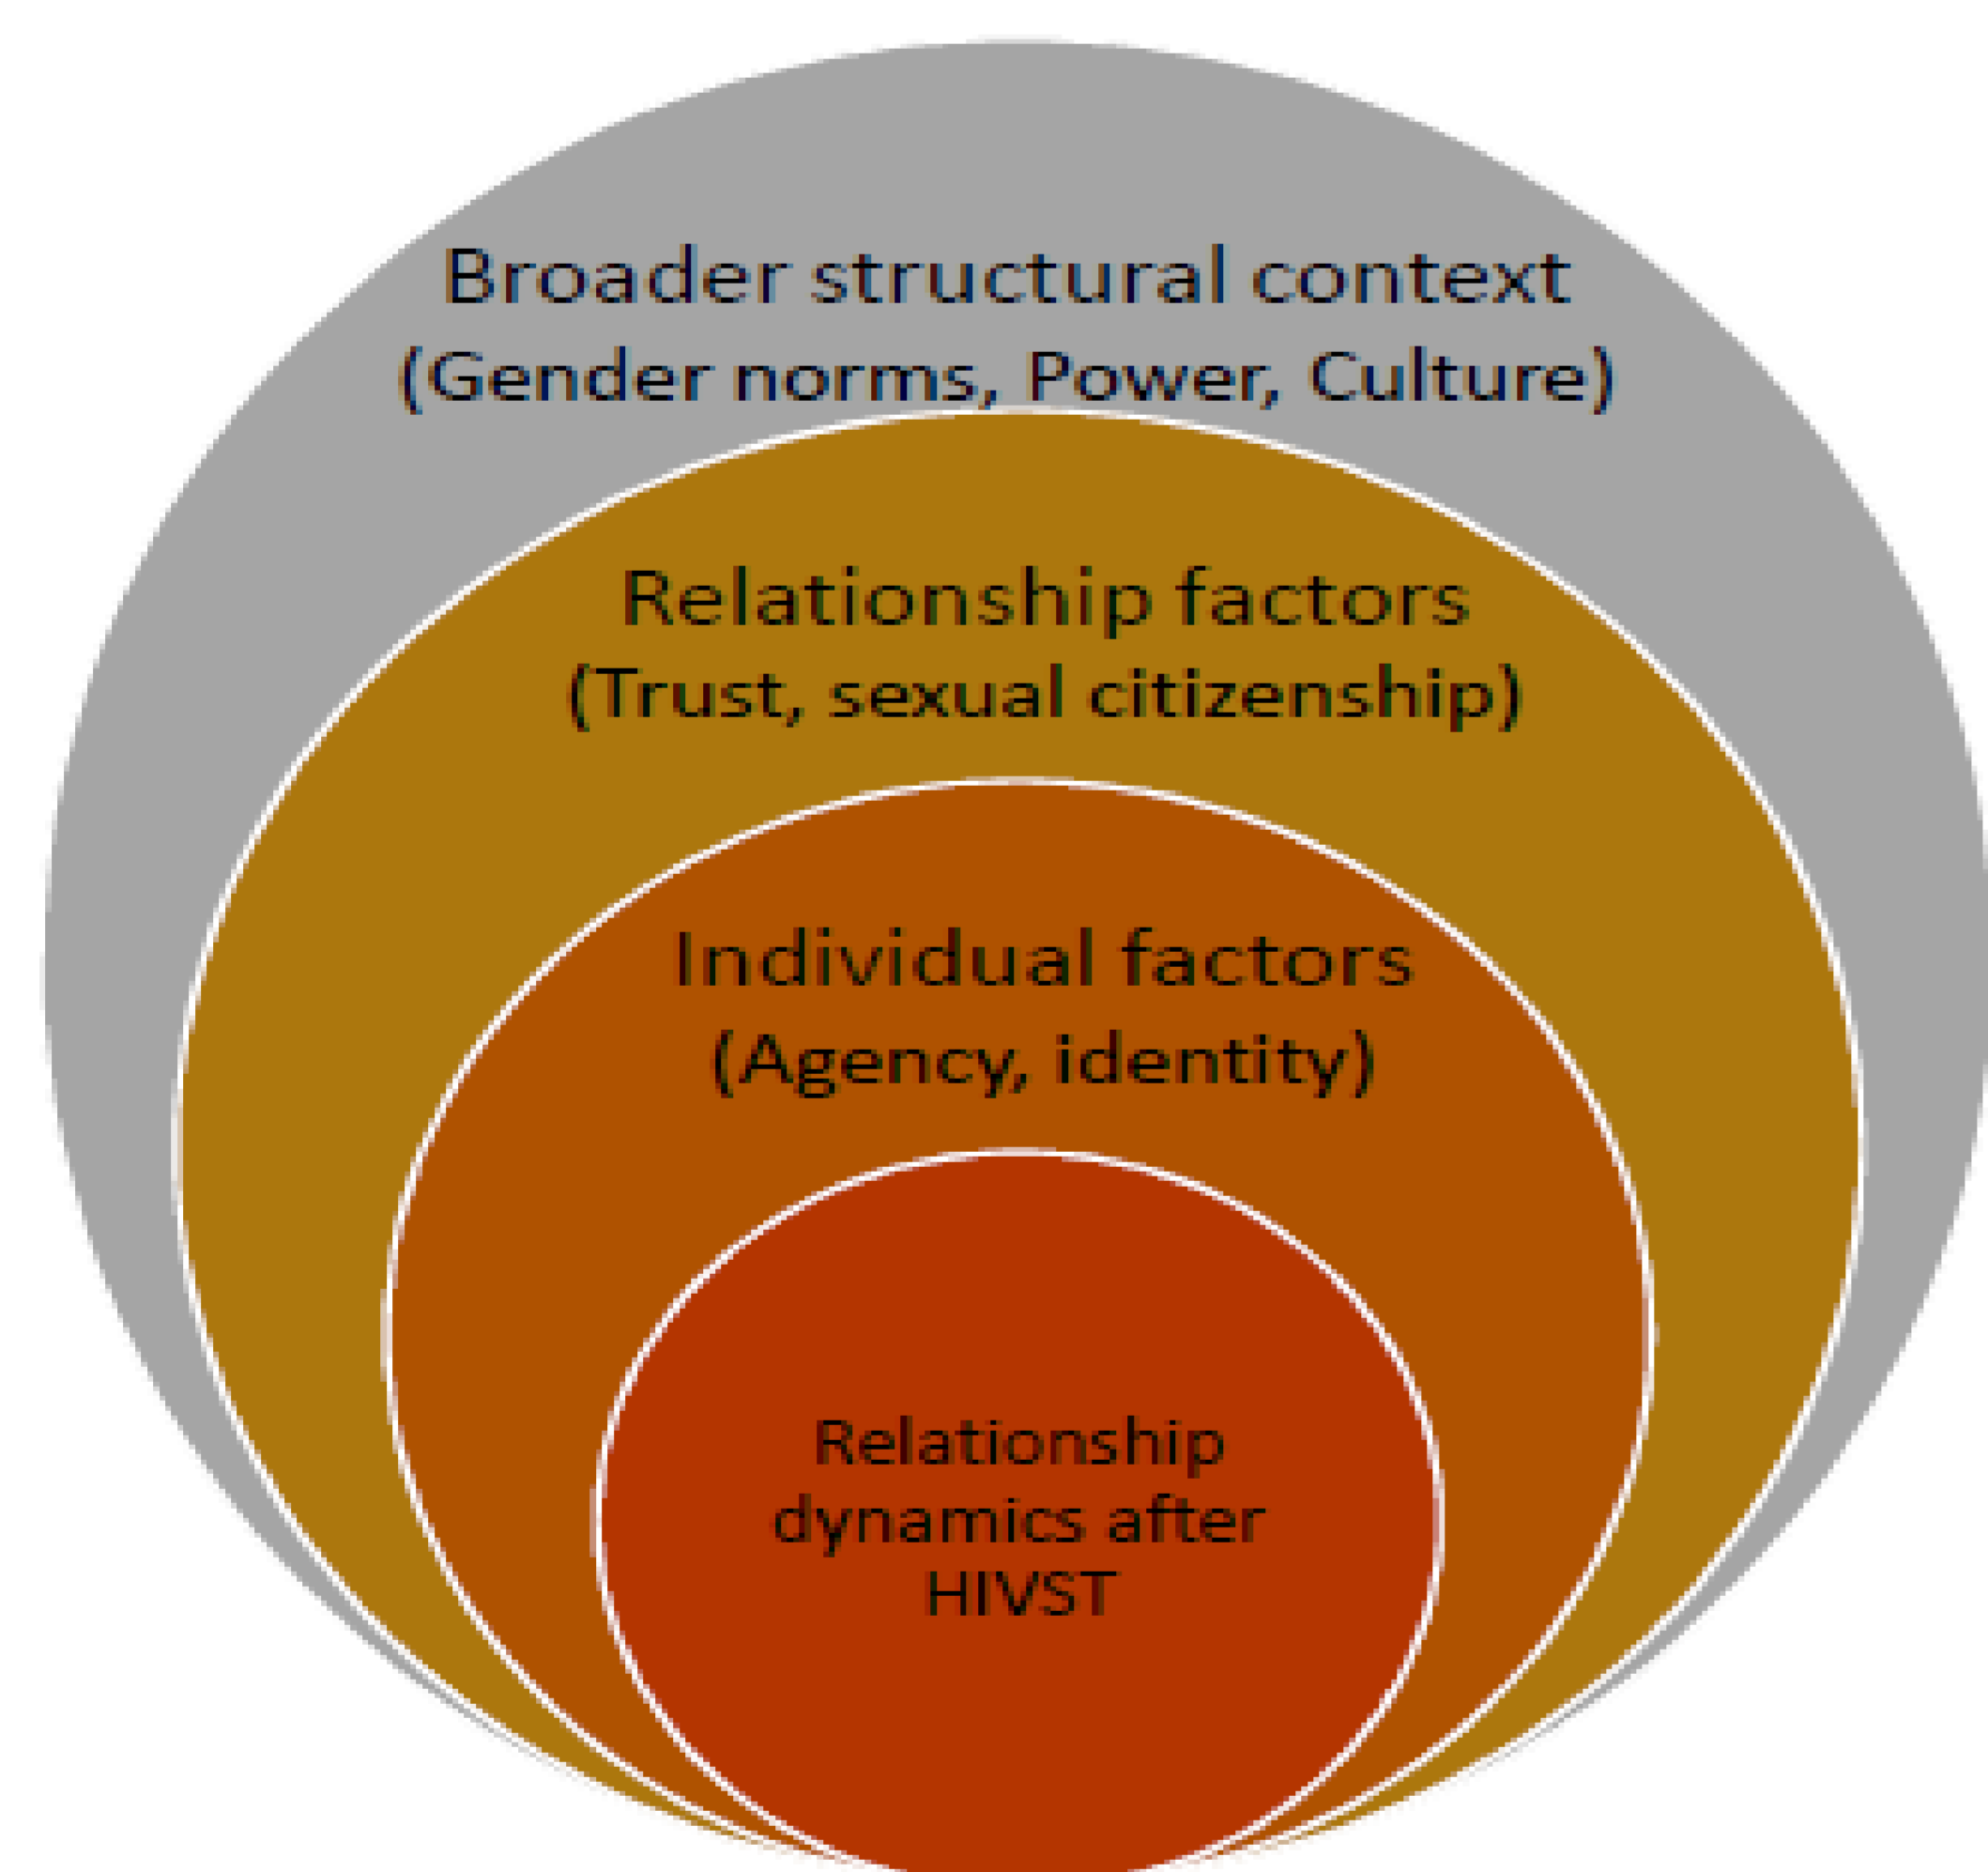 Broader structural context
(Gender norms, Power, Culture)
Relationship factors
(Trust, sexual citizenship)
Individual factors
(Agency, identity)
Relationship
dynamics after
HIVST